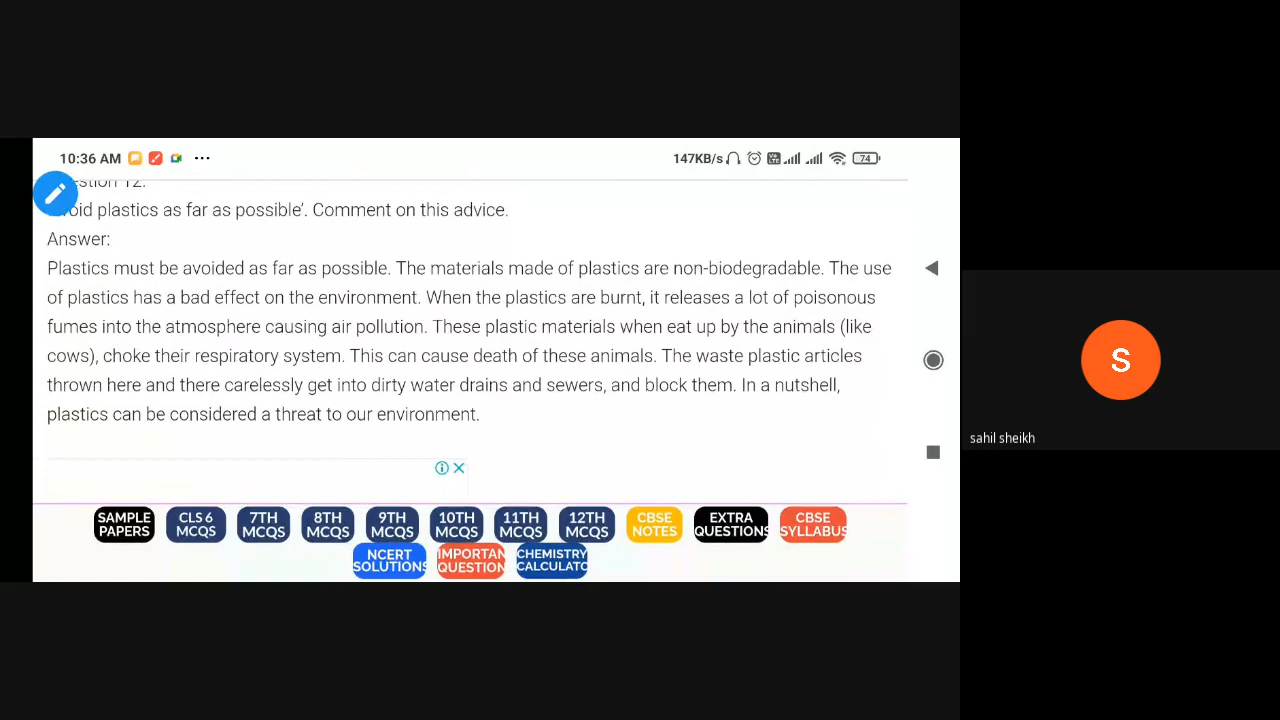 10:36 AM ... 147KB/s Vo LTE 74
estion 12.
oid plastics as far as possible’. Comment on this advice.
Answer:
Plastics must be avoided as far as possible. The materials made of plastics are non-biodegradable. The use
of plastics has a bad effect on the environment. When the plastics are burnt, it releases a lot of poisonous
fumes into the atmosphere causing air pollution. These plastic materials when eat up by the animals (like
cows), choke their respiratory system. This can cause death of these animals. The waste plastic articles
thrown here and there carelessly get into dirty water drains and sewers, and block them. In a nutshell,
plastics can be considered a threat to our environment.
SAMPLE PAPERS
CLS 6 MCQS
7TH MCQS
8TH MCQS
9TH MCQS
10TH MCQS
11TH MCQS
12TH MCQS
CBSE NOTES
EXTRA QUESTIONS
CBSE SYLLABUS
NCERT SOLUTIONS
IMPORTAN QUESTION
CHEMISTRY CALCULATO
S
sahil sheikh